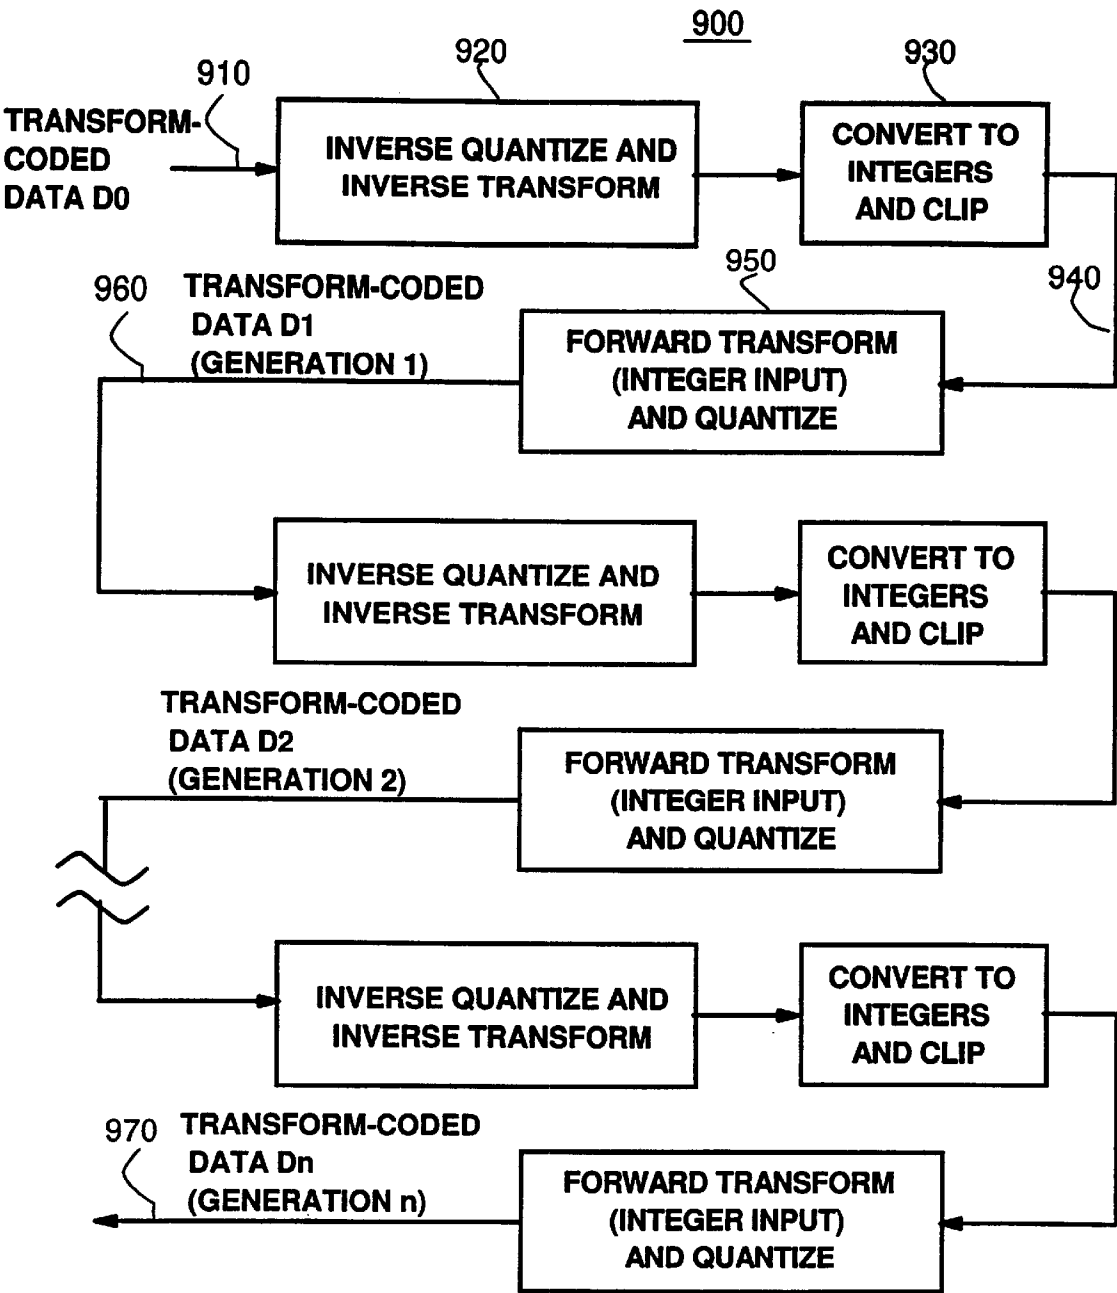 900
910
920
930
TRANSFORM-
CODED
DATA D0
INVERSE QUANTIZE AND
INVERSE TRANSFORM
CONVERT TO
INTEGERS
AND CLIP
940
950
960
TRANSFORM-CODED
DATA D1
(GENERATION 1)
FORWARD TRANSFORM
(INTEGER INPUT)
AND QUANTIZE
INVERSE QUANTIZE AND
INVERSE TRANSFORM
CONVERT TO
INTEGERS
AND CLIP
TRANSFORM-CODED
DATA D2
(GENERATION 2)
FORWARD TRANSFORM
(INTEGER INPUT)
AND QUANTIZE
INVERSE QUANTIZE AND
INVERSE TRANSFORM
CONVERT TO
INTEGERS
AND CLIP
970
TRANSFORM-CODED
DATA Dn
(GENERATION n)
FORWARD TRANSFORM
(INTEGER INPUT)
AND QUANTIZE